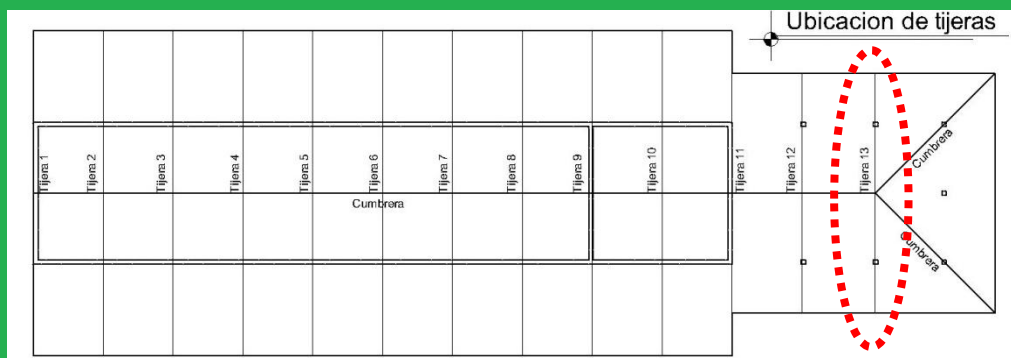 Ubicacion de tijeras
Tijera 1
Tijera 2
Tijera 3
Tijera 4
Tijera 5
Tijera 6
Tijera 7
Tijera 8
Tijera 9
Tijera 10
Tijera 11
Tijera 12
Tijera 13
Cumbrera
Cumbrera
Cumbrera